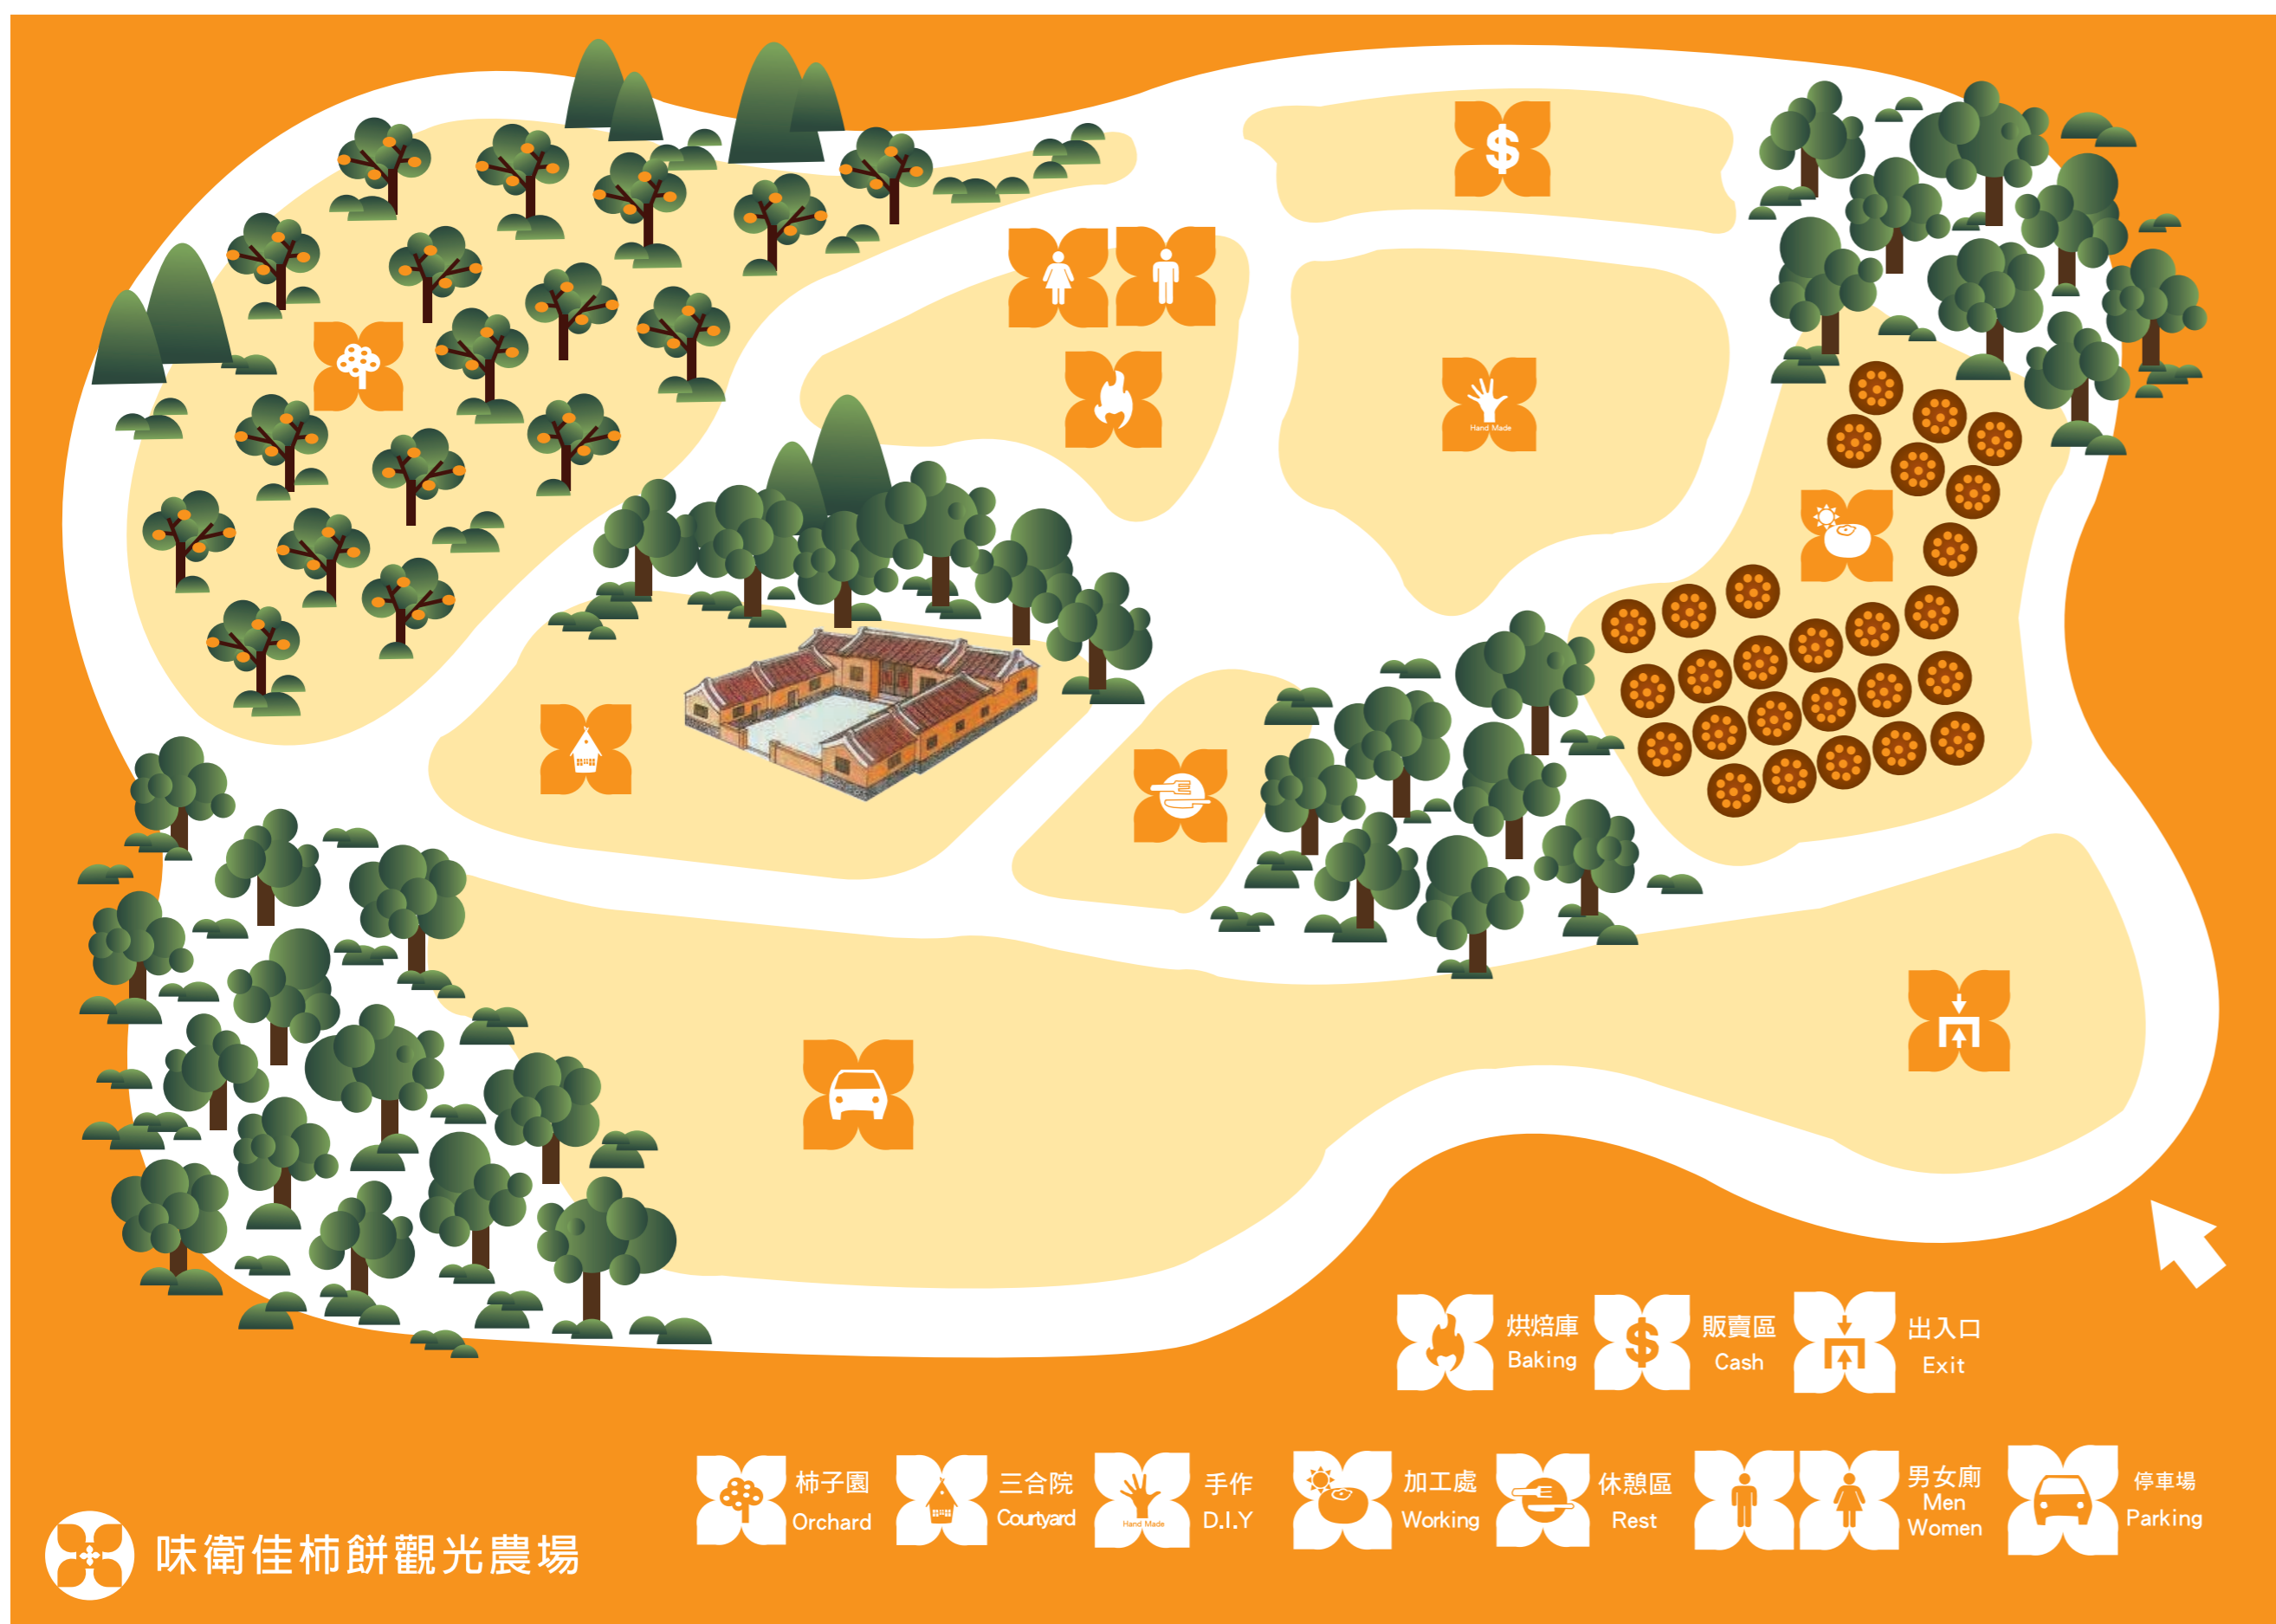 Hand Made
烘焙庫
Baking
販賣區
Cash
出入口
Exit
柿子園
Orchard
三合院
Courtyard
Hand Made
手作
D.I.Y
加工處
Working
休憩區
Rest
男女廁
Men
Women
停車場
Parking
味衛佳柿餅觀光農場